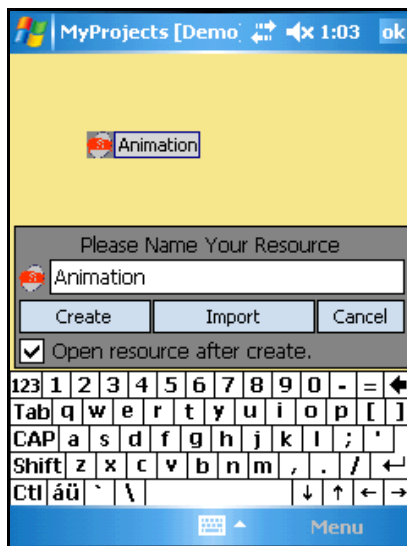 MyProjects [Demo] 1:03 ok
Animation
Please Name Your Resource
Animation
Create Import Cancel
Open resource after create.
123 1 2 3 4 5 6 7 8 9 0 - =
Tab q w e r t y u i o p [ ]
CAP a s d f g h j k l ; '
Shift z x c v b n m , . /
Ctl áü ` \
Menu